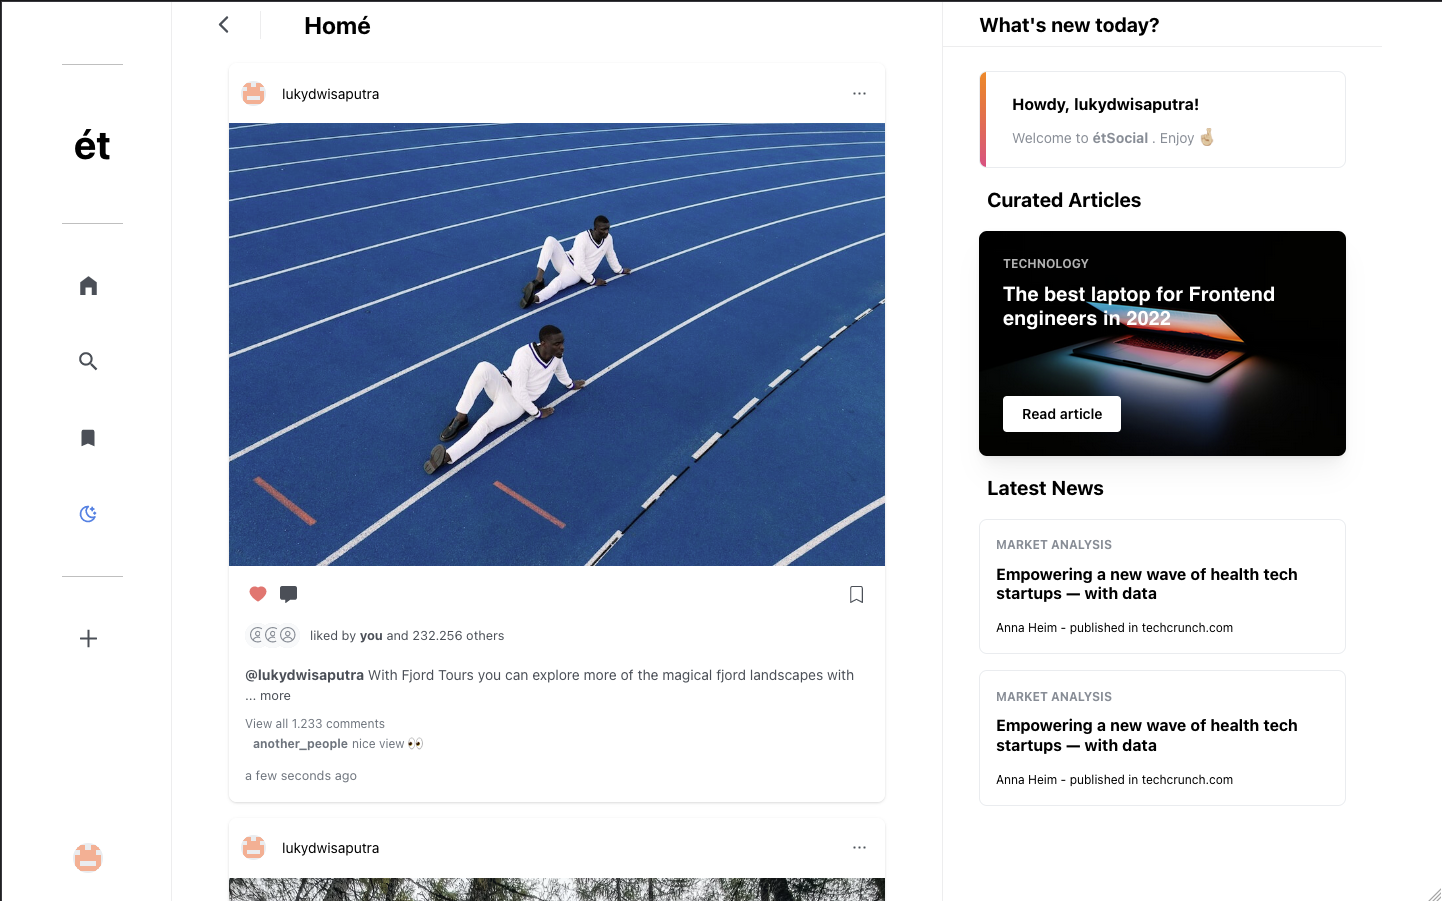 ét
Homé
lukydwisaputra
liked by you and 232.256 others
@lukydwisaputra With Fjord Tours you can explore more of the magical fjord landscapes with
... more
View all 1.233 comments
another_people nice view 👀
a few seconds ago
lukydwisaputra
What's new today?
Howdy, lukydwisaputra!
Welcome to étSocial . Enjoy 🤞🏼
Curated Articles
TECHNOLOGY
The best laptop for Frontend
engineers in 2022
Read article
Latest News
MARKET ANALYSIS
Empowering a new wave of health tech
startups — with data
Anna Heim - published in techcrunch.com
MARKET ANALYSIS
Empowering a new wave of health tech
startups — with data
Anna Heim - published in techcrunch.com